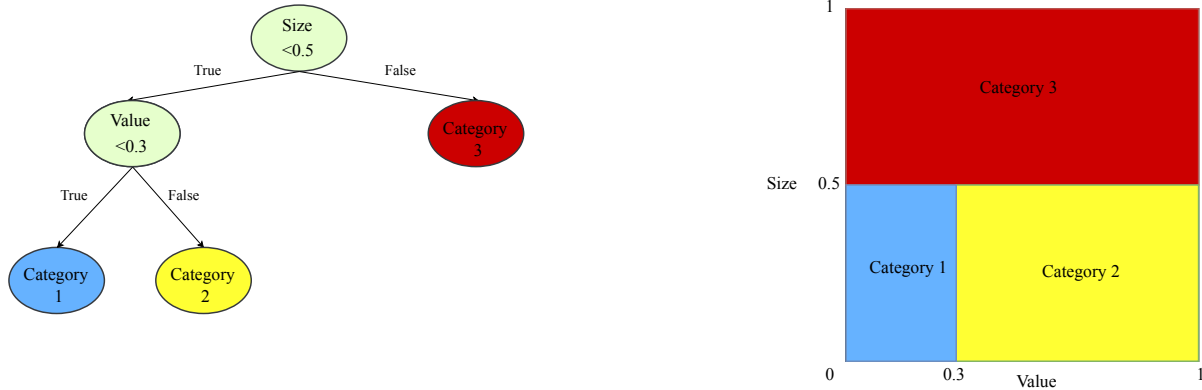 Size
<0.5
True
False
Value
<0.3
Category
3
True
False
Category
1
Category
2
1
Category 3
Size
0.5
Category 1
Category 2
0
0.3
Value
1